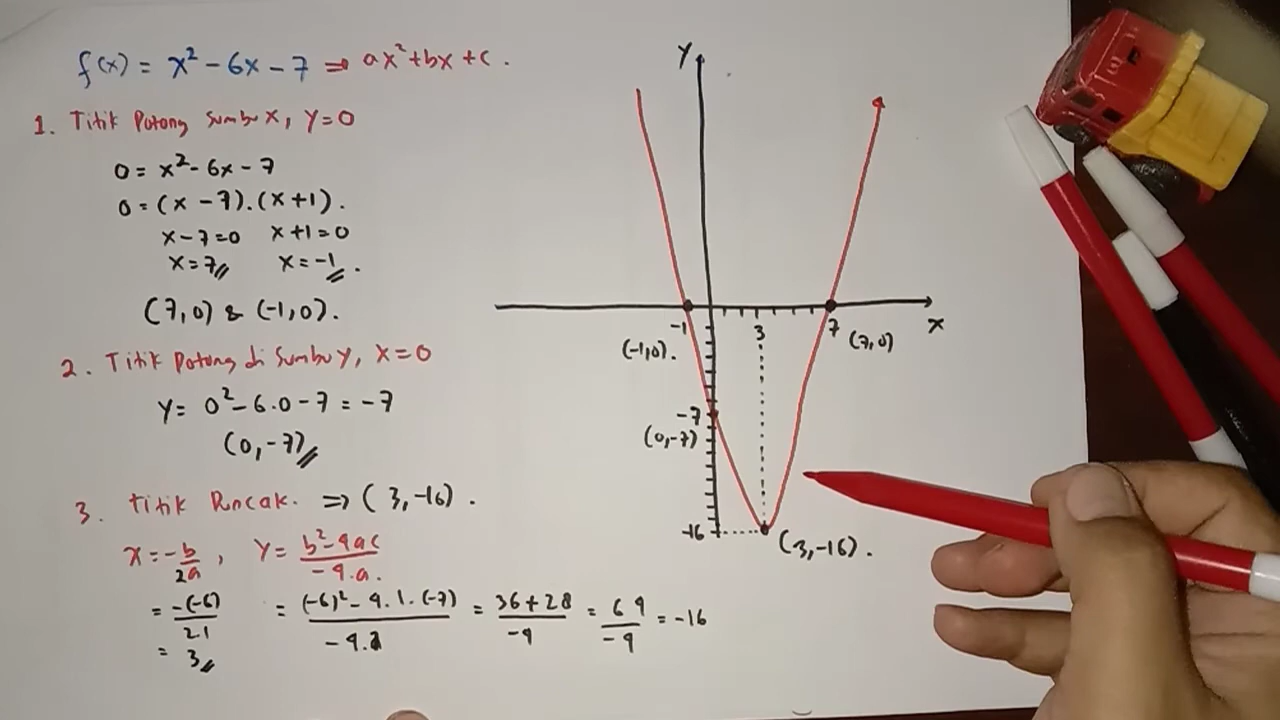 f(x) = x² - 6x - 7 ⇒ ax² + bx + c.
1. Titik Potong Sumbu X, Y=0
0 = x² - 6x - 7
0 = (x - 7).(x + 1).
x - 7 = 0 x + 1 = 0
x = 7 x = -1.
(7,0) & (-1,0).
2. Titik Potong di Sumbu Y, X=0
Y = 0² - 6.0 - 7 = -7
(0,-7)
3. Titik Puncak. ⇒ (3,-16).
x = -b/2a, Y = b²-4ac/-4.a.
= -(-6)/2.1 = (-6)² - 4.1.(-7)/-4.1 = 36+28/-4 = 64/-4 = -16
= 3
Y
X
-1 3 7
(-1,0). (7,0)
-7
(0,-7)
-16 (3,-16).